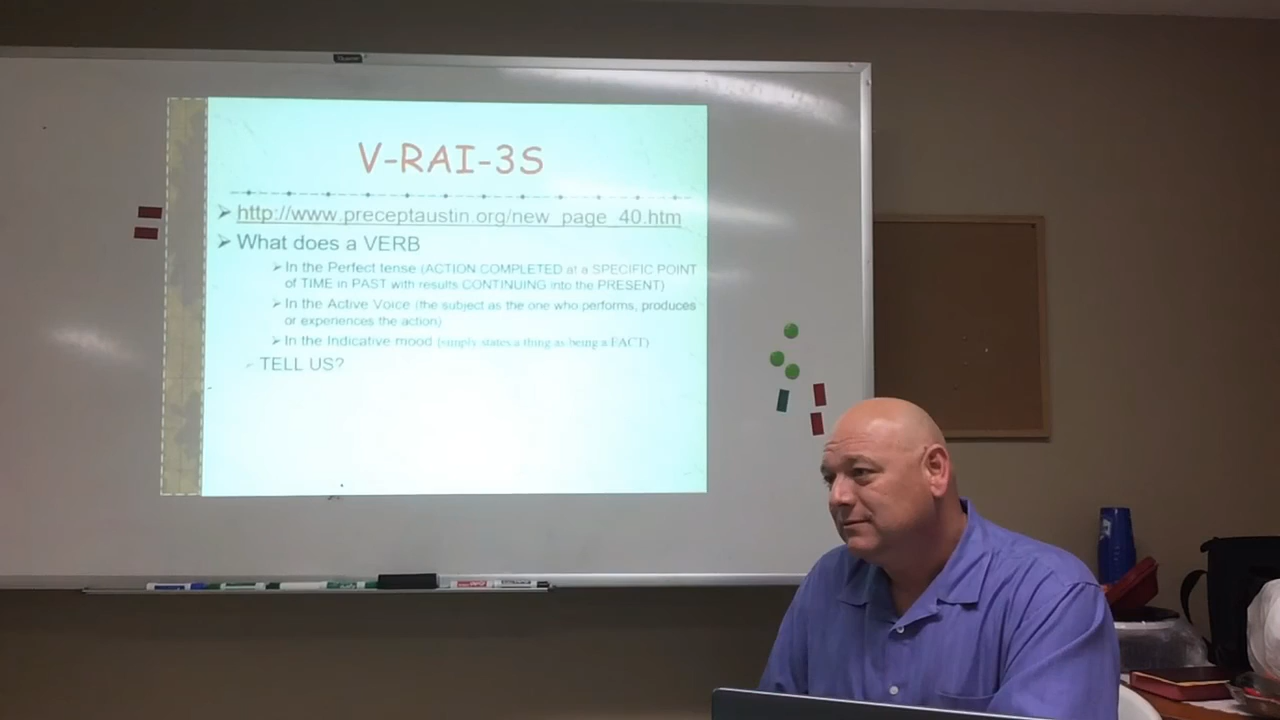 V-RAI-3S
http://www.preceptaustin.org/new_page_40.htm
What does a VERB
In the Perfect tense (ACTION COMPLETED at a SPECIFIC POINT
of TIME in PAST with results CONTINUING into the PRESENT)
In the Active Voice (the subject as the one who performs, produces
or experiences the action)
In the Indicative mood (simply states a thing as being a FACT)
TELL US?